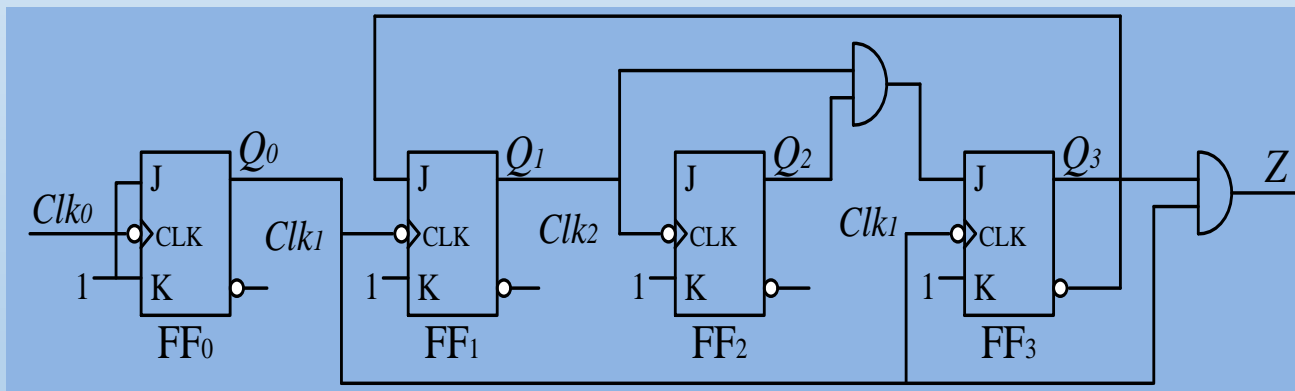 Q0 Q1 Q2 Q3 Z
J J J J
Clk0 CLK Clk1 CLK Clk2 CLK Clk1 CLK
1 K 1 K 1 K 1 K
FF0 FF1 FF2 FF3